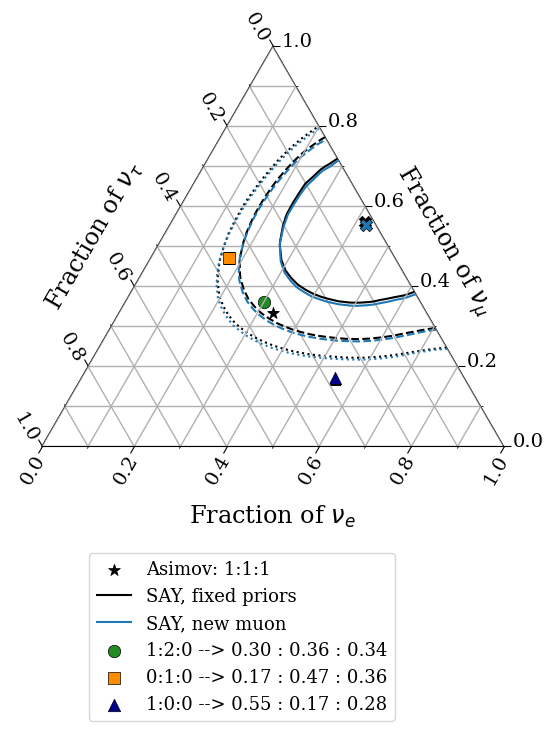 0.0
1.0
0.2
0.8
Fraction of ντ
Fraction of νμ
0.4
0.6
0.6
0.4
0.8
0.2
1.0
0.0
0.0
0.2
0.4
0.6
0.8
1.0
Fraction of νe
Asimov: 1:1:1
SAY, fixed priors
SAY, new muon
1:2:0 --> 0.30 : 0.36 : 0.34
0:1:0 --> 0.17 : 0.47 : 0.36
1:0:0 --> 0.55 : 0.17 : 0.28